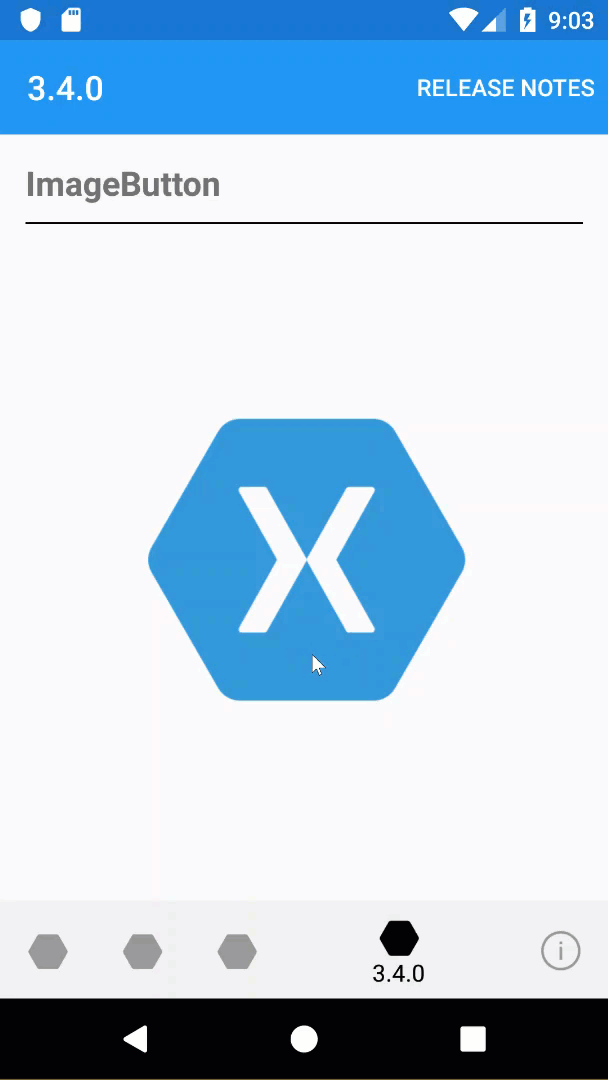 9:03
3.4.0
RELEASE NOTES
ImageButton
X
3.4.0
i